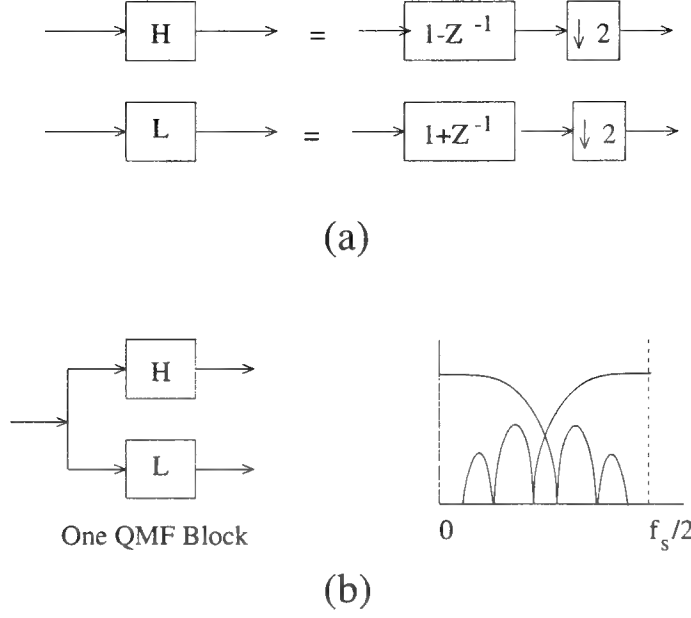 H = 1-Z⁻¹ ↓ 2
L = 1+Z⁻¹ ↓ 2
(a)
H
L
One QMF Block
0 fₛ/2
(b)